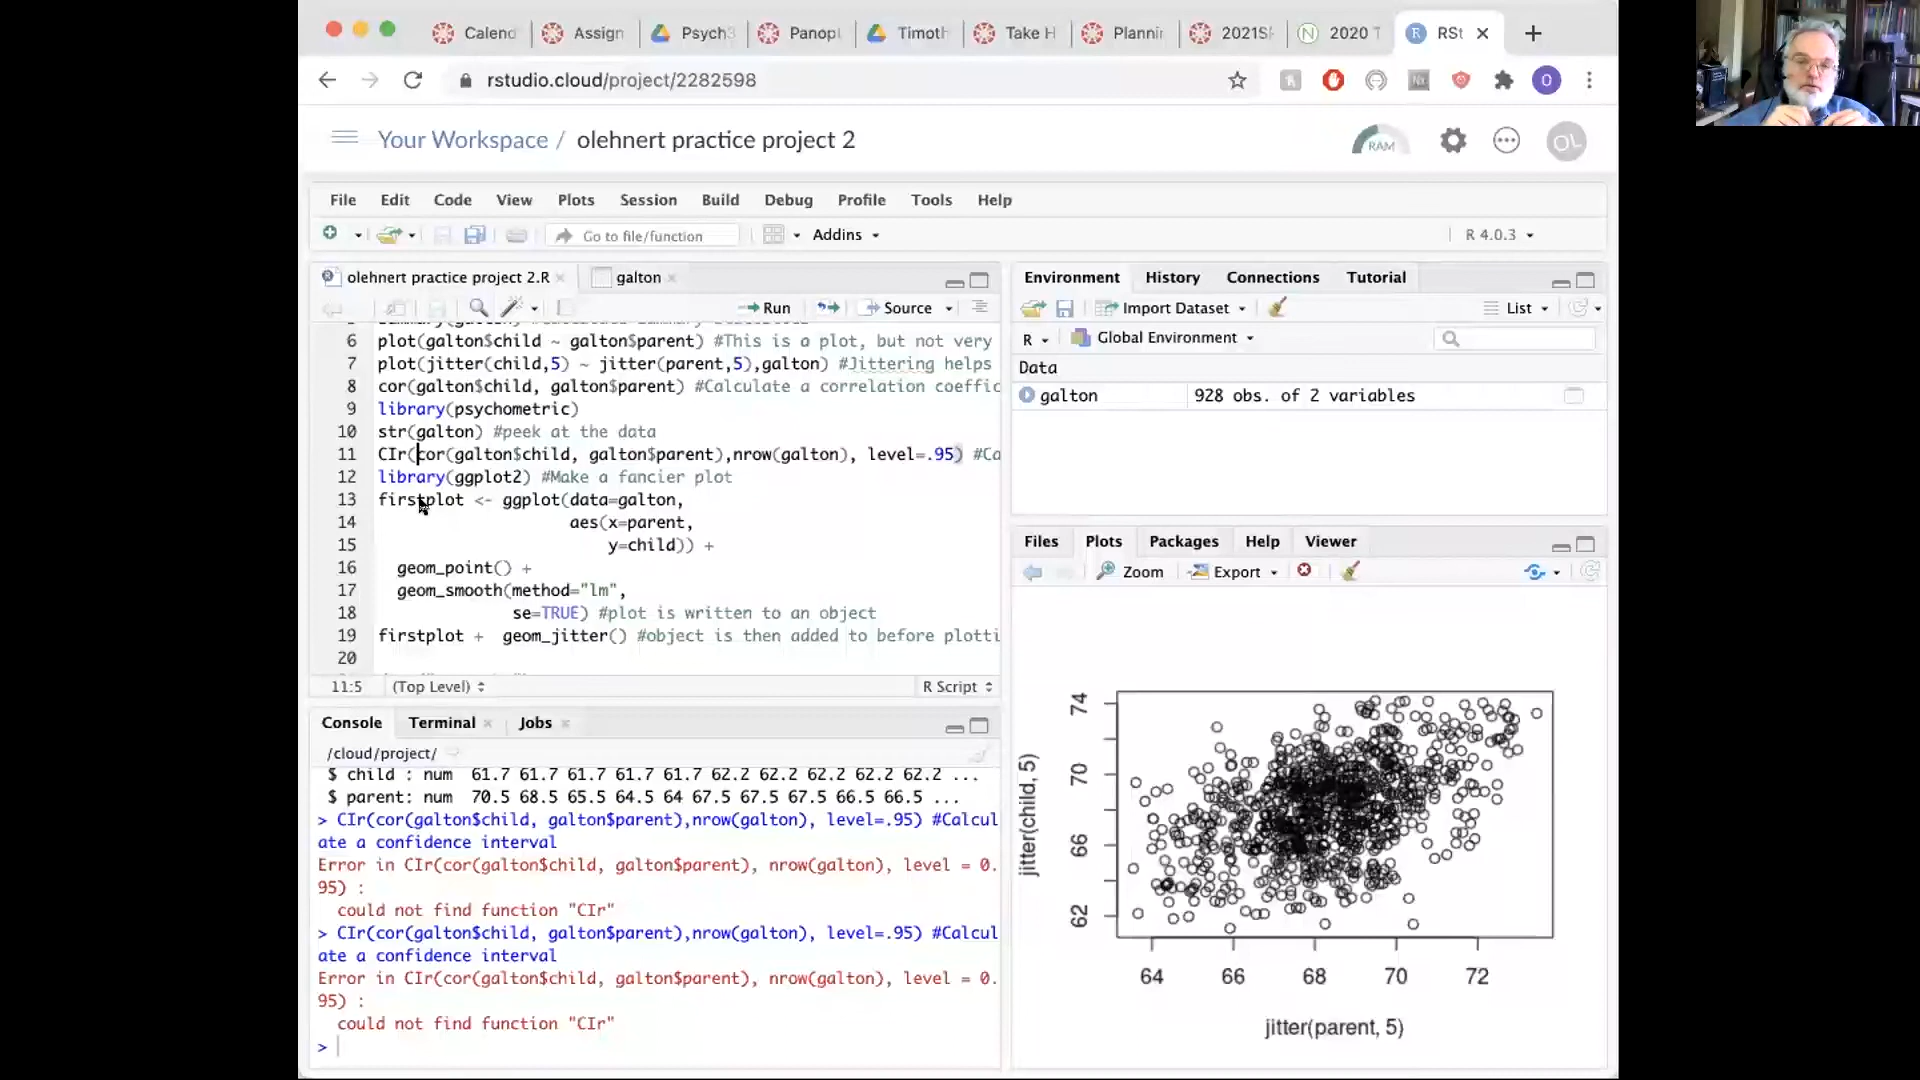 Calend
Assign
Psych3
Panopt
Timoth
Take H
Plannin
2021S
2020 T
RSt
rstudio.cloud/project/2282598
O
Your Workspace / olehnert practice project 2
RAM
OL
File Edit Code View Plots Session Build Debug Profile Tools Help
Go to file/function
Addins
R 4.0.3
olehnert practice project 2.R
galton
Run
Source
6 plot(galton$child ~ galton$parent) #This is a plot, but not very
7 plot(jitter(child,5) ~ jitter(parent,5),galton) #Jittering helps
8 cor(galton$child, galton$parent) #Calculate a correlation coeffic
9 library(psychometric)
10 str(galton) #peek at the data
11 CIr(cor(galton$child, galton$parent),nrow(galton), level=.95) #Ca
12 library(ggplot2) #Make a fancier plot
13 firstplot <- ggplot(data=galton,
14 aes(x=parent,
15 y=child)) +
16 geom_point() +
17 geom_smooth(method="lm",
18 se=TRUE) #plot is written to an object
19 firstplot + geom_jitter() #object is then added to before plotti
20
11:5 (Top Level) R Script
Console Terminal Jobs
/cloud/project/
$ child : num 61.7 61.7 61.7 61.7 61.7 62.2 62.2 62.2 62.2 62.2 ...
$ parent: num 70.5 68.5 65.5 64.5 64 67.5 67.5 67.5 66.5 66.5 ...
> CIr(cor(galton$child, galton$parent),nrow(galton), level=.95) #Calcul
ate a confidence interval
Error in CIr(cor(galton$child, galton$parent), nrow(galton), level = 0.
95) :
could not find function "CIr"
> CIr(cor(galton$child, galton$parent),nrow(galton), level=.95) #Calcul
ate a confidence interval
Error in CIr(cor(galton$child, galton$parent), nrow(galton), level = 0.
95) :
could not find function "CIr"
>
Environment History Connections Tutorial
Import Dataset
List
R Global Environment
Data
galton 928 obs. of 2 variables
Files Plots Packages Help Viewer
Zoom Export
jitter(child, 5)
74
70
66
62
64 66 68 70 72
jitter(parent, 5)